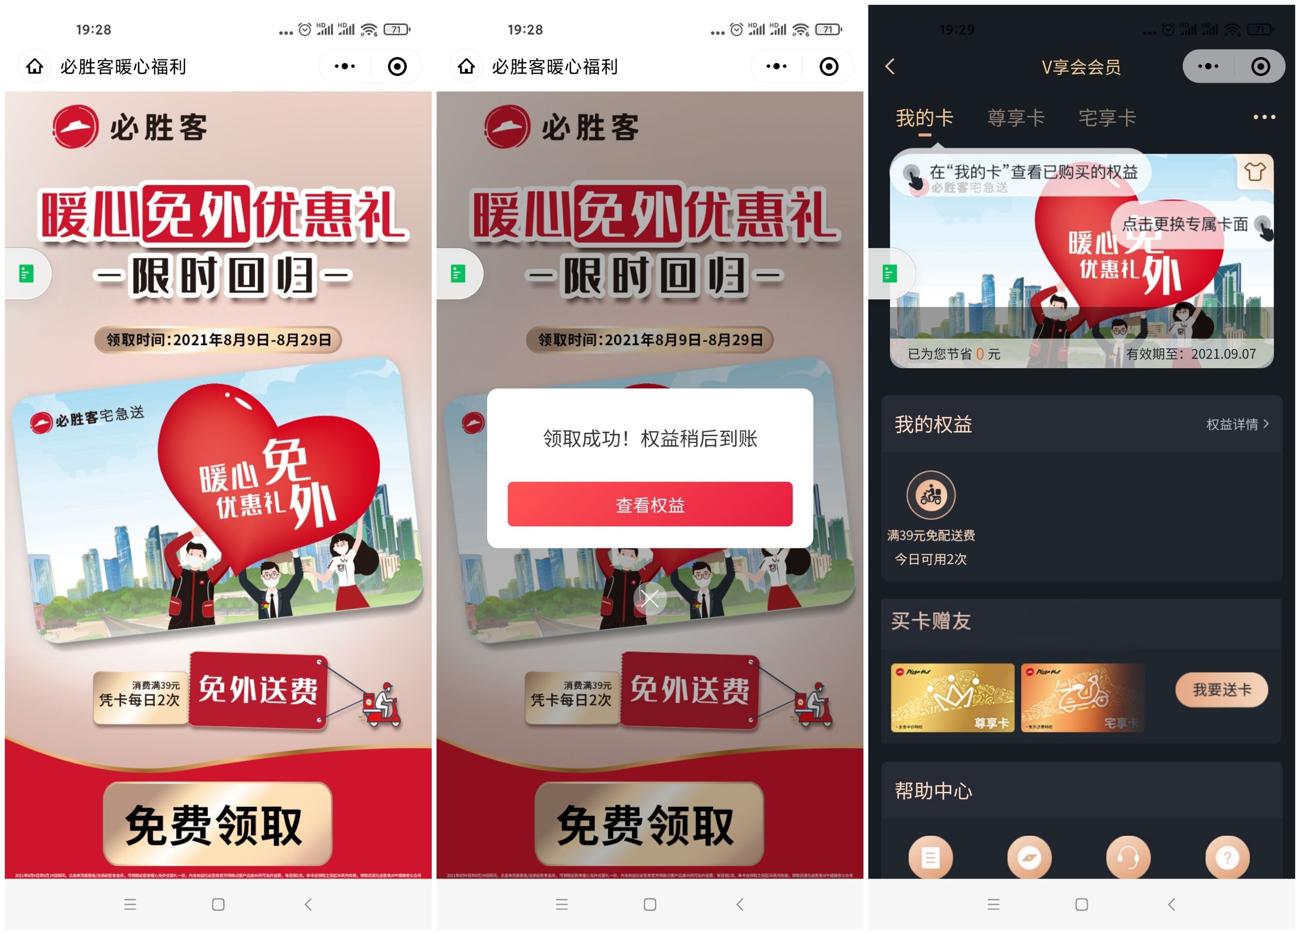 19:28
HD HD 71
必胜客暖心福利
必胜客
暖心免外优惠礼
限时回归
领取时间:2021年8月9日-8月29日
必胜客宅急送
暖心免外
优惠礼
消费满39元
凭卡每日2次
免外送费
免费领取
19:28
HD HD 71
必胜客暖心福利
必胜客
暖心免外优惠礼
限时回归
领取时间:2021年8月9日-8月29日
领取成功！权益稍后到账
查看权益
消费满39元
凭卡每日2次
免外送费
免费领取
19:29
71
V享会会员
我的卡 尊享卡 宅享卡
在“我的卡”查看已购买的权益
必胜客宅急送
点击更换专属卡面
暖心免外
优惠礼
已为您节省0元 有效期至：2021.09.07
我的权益 权益详情
满39元免配送费
今日可用2次
买卡赠友
Pizza Hut Pizza Hut
尊享卡 宅享卡
我要送卡
帮助中心